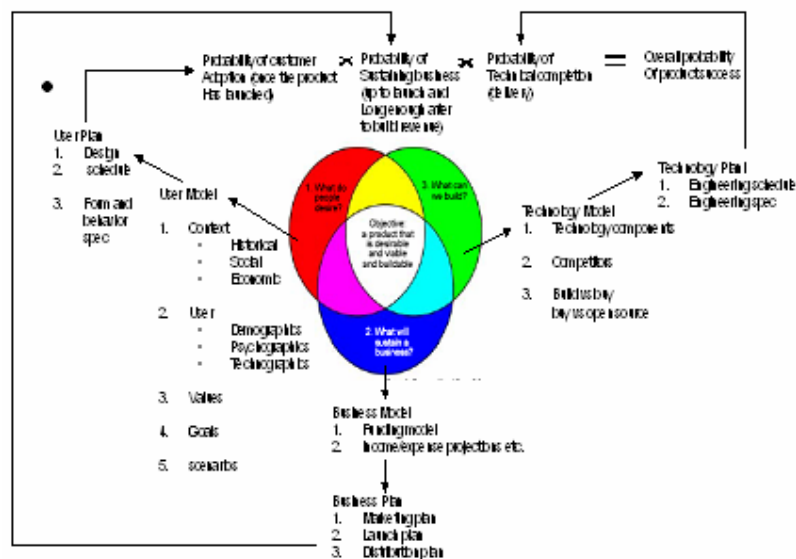 Probability of customer
Adoption (once the product
Has launched)
×
Probability of
Sustaining business
(up to launch and
Long enough after
to build revenue)
×
Probability of
Technical completion
(delivery)
=
Overall probability
Of product success
User Plan
1. Design
2. schedule
3. Form and
behavior
spec
User Model
1. Context
- Historical
- Social
- Economic
2. User
- Demographics
- Psychographics
- Technographics
3. Values
4. Goals
5. scenarios
1. What do
people
desire?
3. What can
we build?
Objective
a product that
is desirable
and viable
and buildable
2. What will
sustain a
business?
Technology Model
1. Technology components
2. Competitors
3. Build vs buy
buy vs open source
Technology Plan
1. Engineering schedule
2. Engineering spec
Business Model
1. Funding model
2. Income/expense projections etc.
Business Plan
1. Marketing plan
2. Launch plan
3. Distribution plan